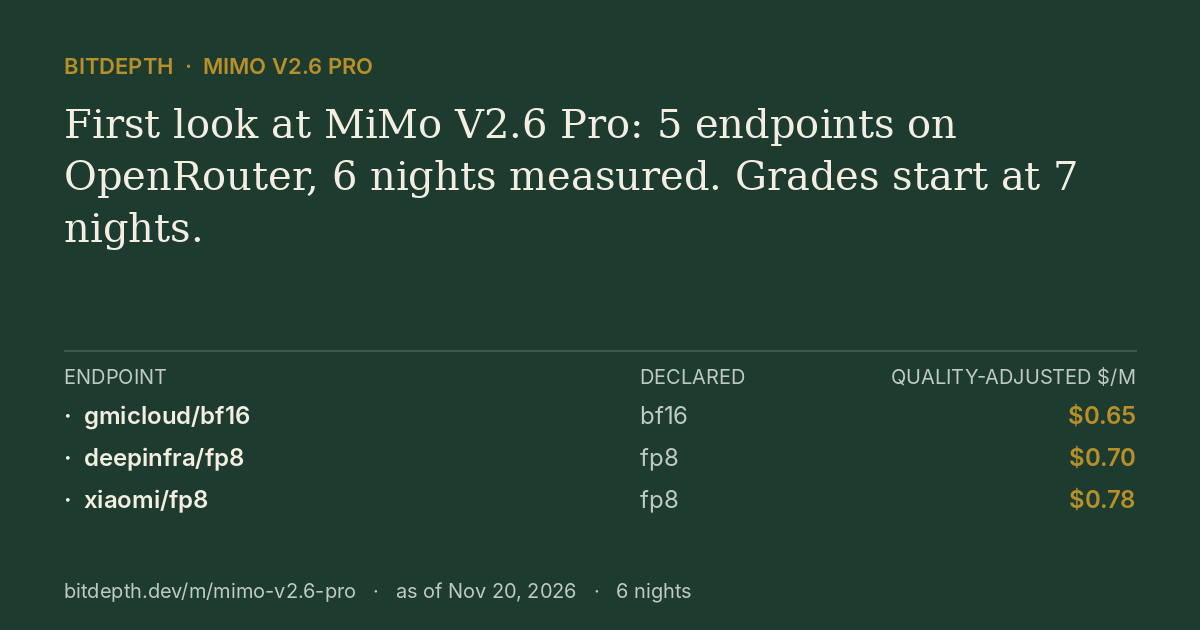 BITDEPTH · MIMO V2.6 PRO
First look at MiMo V2.6 Pro: 5 endpoints on
OpenRouter, 6 nights measured. Grades start at 7
nights.
ENDPOINT DECLARED QUALITY-ADJUSTED $/M
· gmicloud/bf16 bf16 $0.65
· deepinfra/fp8 fp8 $0.70
· xiaomi/fp8 fp8 $0.78
bitdepth.dev/m/mimo-v2.6-pro · as of Nov 20, 2026 · 6 nights